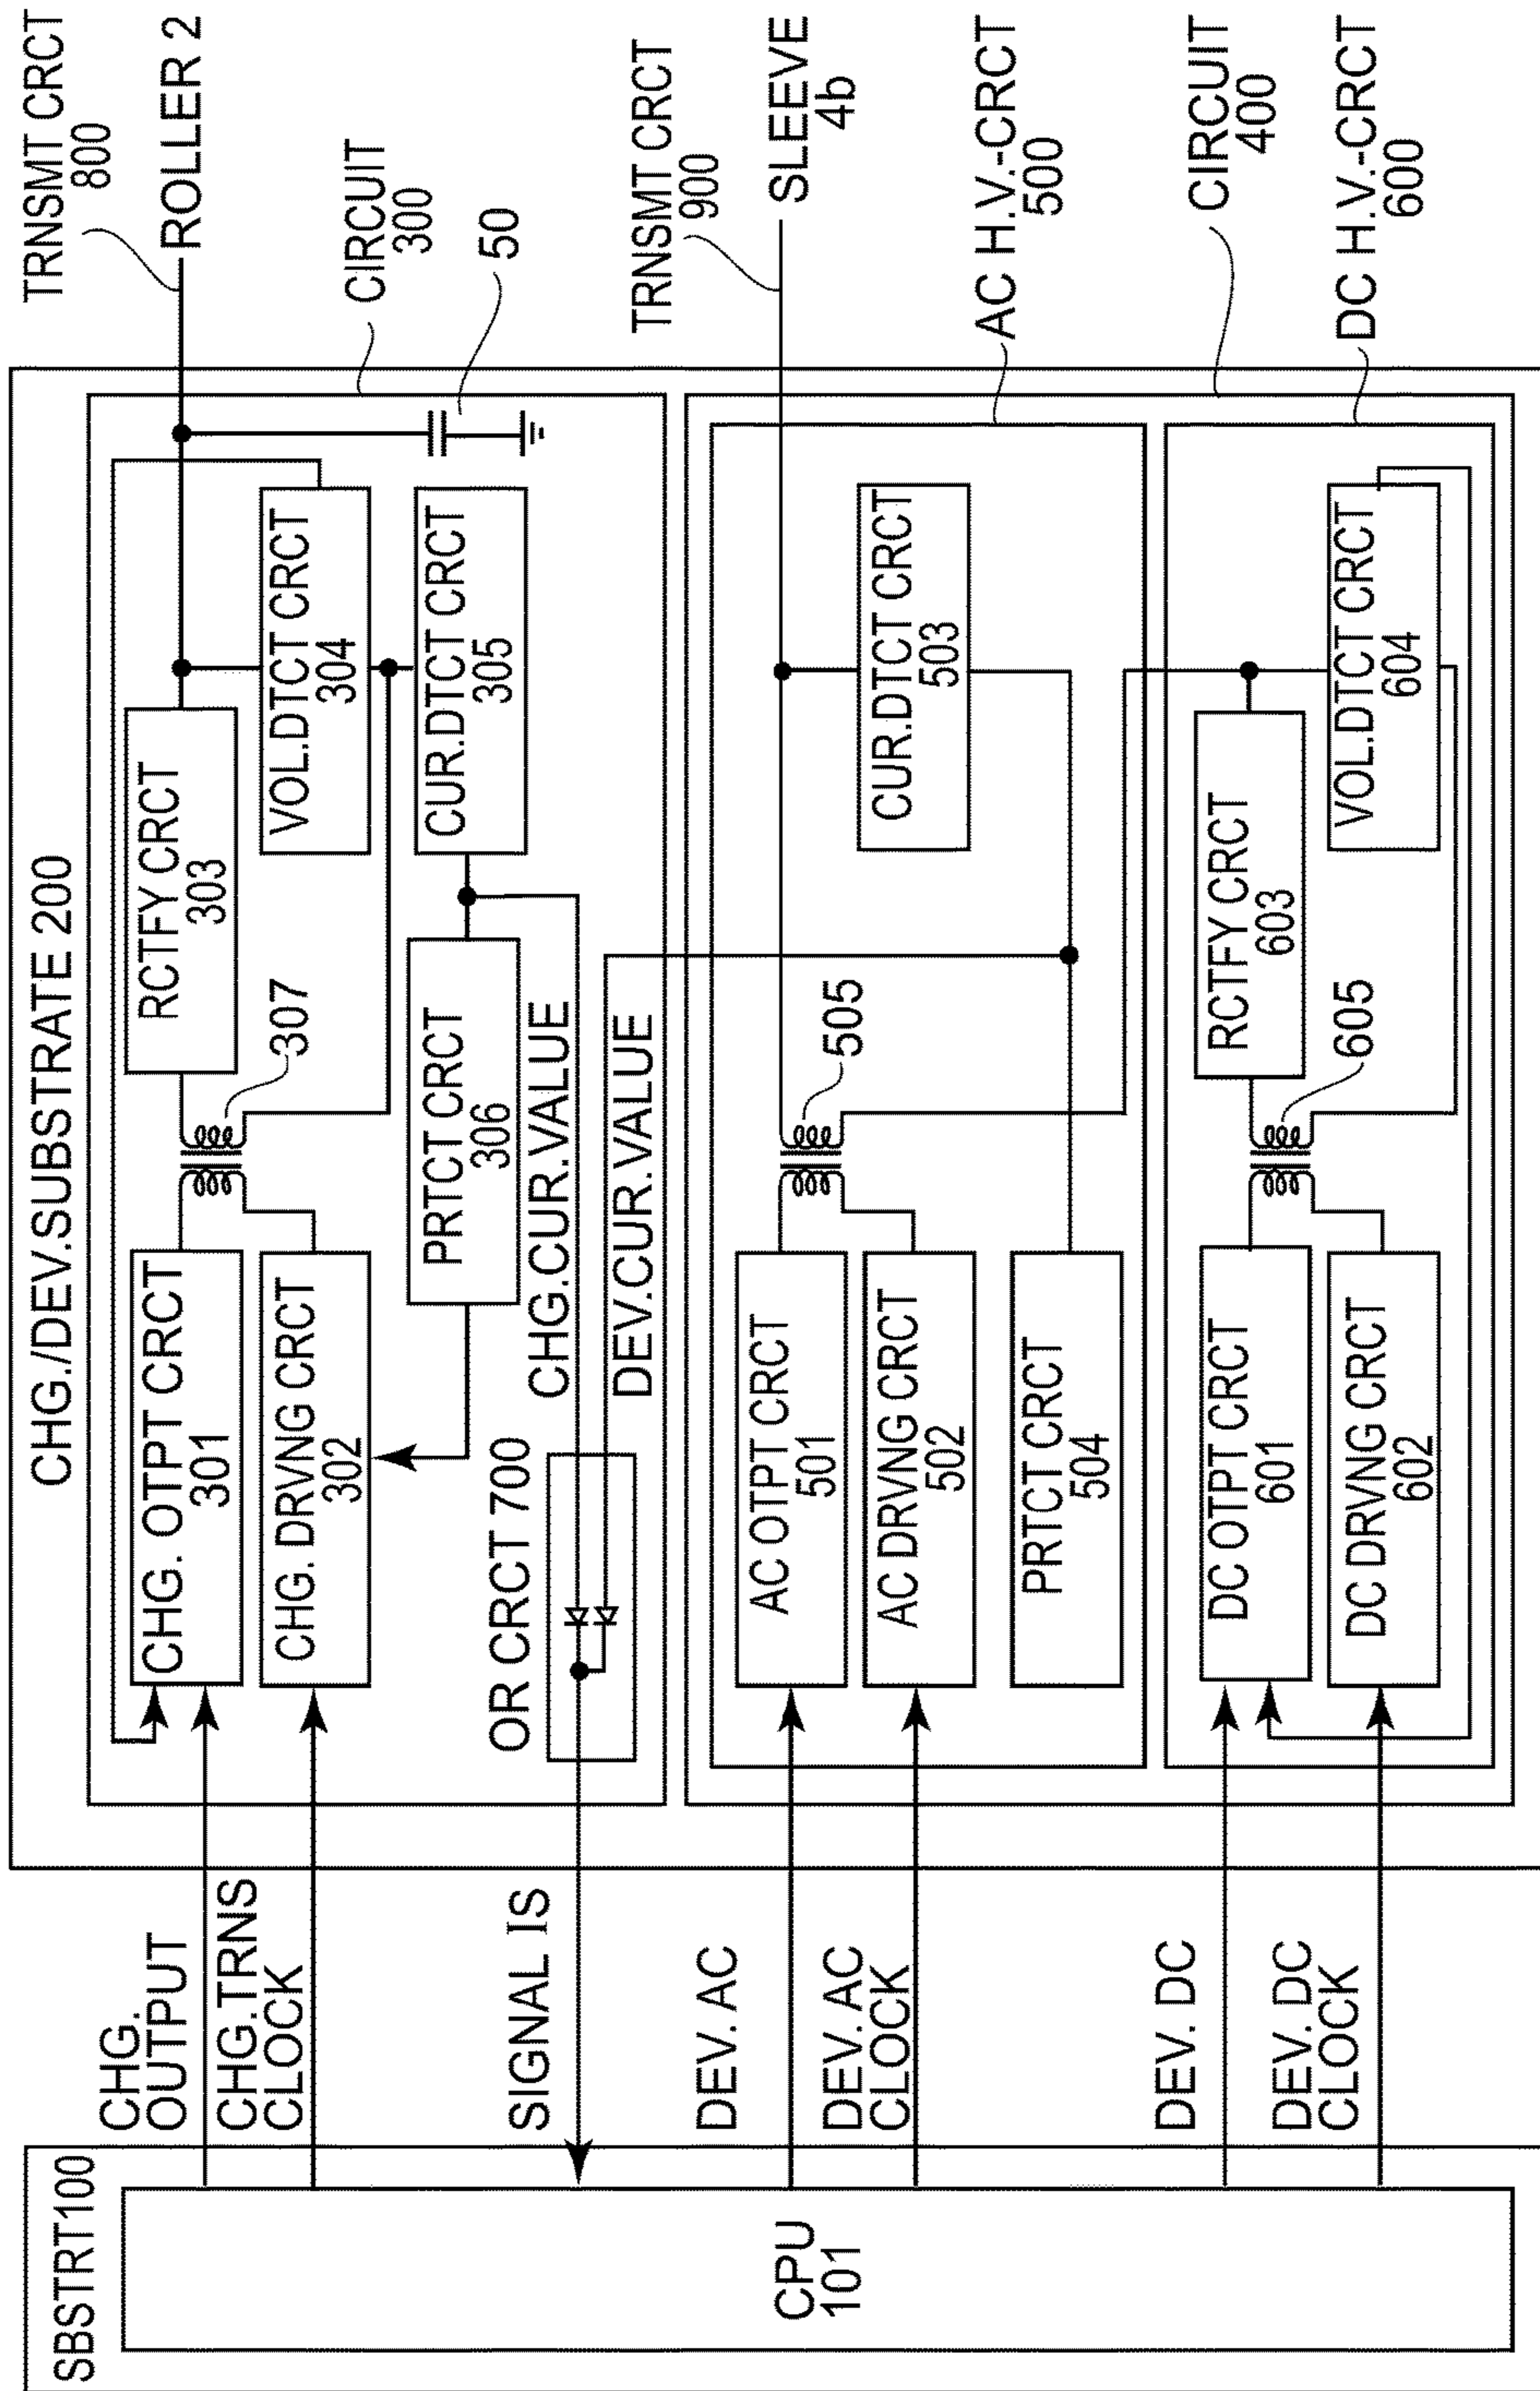 SBSTRT100
CPU
101
CHG.
OUTPUT
CHG.TRNS
CLOCK
SIGNAL IS
DEV. AC
DEV. AC
CLOCK
DEV. DC
DEV. DC
CLOCK
CHG./DEV.SUBSTRATE 200
CHG. OTPT CRCT
301
CHG. DRVNG CRCT
302
307
RCTFY CRCT
303
VOL.DTCT CRCT
304
CUR.DTCT CRCT
305
PRTCT CRCT
306
CHG.CUR.VALUE
DEV.CUR.VALUE
OR CRCT 700
AC OTPT CRCT
501
AC DRVNG CRCT
502
PRTCT CRCT
504
505
CUR.DTCT CRCT
503
DC OTPT CRCT
601
DC DRVNG CRCT
602
605
RCTFY CRCT
603
VOL.DTCT CRCT
604
TRNSMT CRCT
800
ROLLER 2
CIRCUIT
300
50
TRNSMT CRCT
900
SLEEVE
4b
AC H.V.-CRCT
500
CIRCUIT
400
DC H.V.-CRCT
600